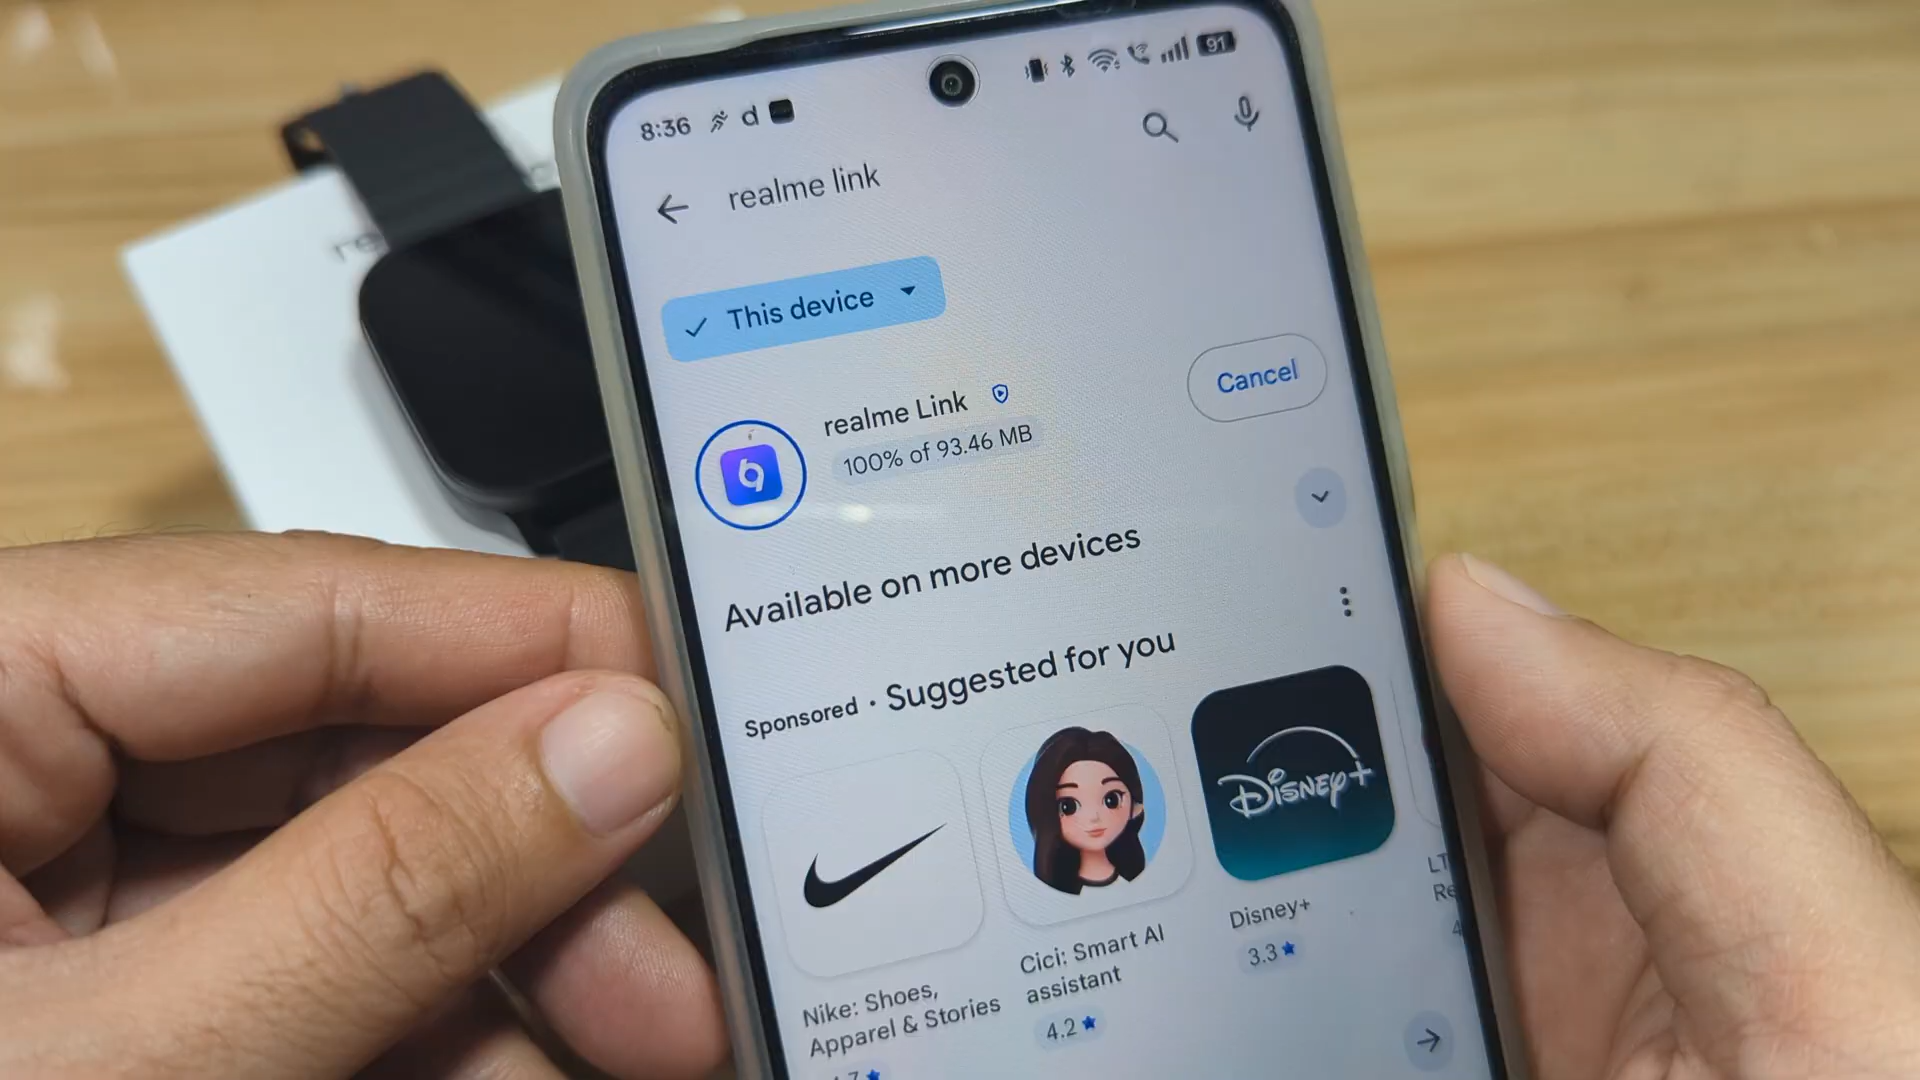 8:36 d 91
realme link
This device
realme Link
Cancel
100% of 93.46 MB
Available on more devices
Sponsored · Suggested for you
Disney+
Nike: Shoes,
Apparel & Stories
Cici: Smart AI
assistant
4.2
Disney+
3.3